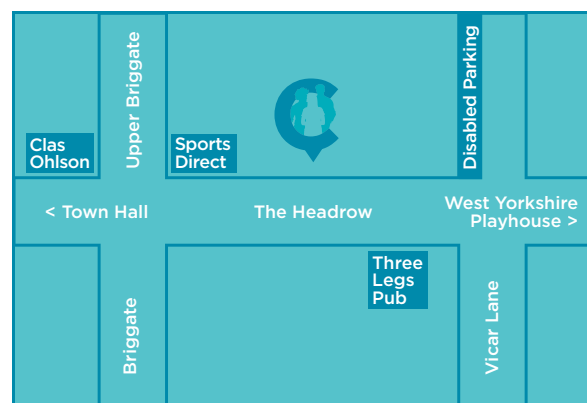 Upper Briggate
Disabled Parking
Clas
Ohlson
Sports
Direct
< Town Hall
The Headrow
West Yorkshire
Playhouse >
Three
Legs
Pub
Briggate
Vicar Lane